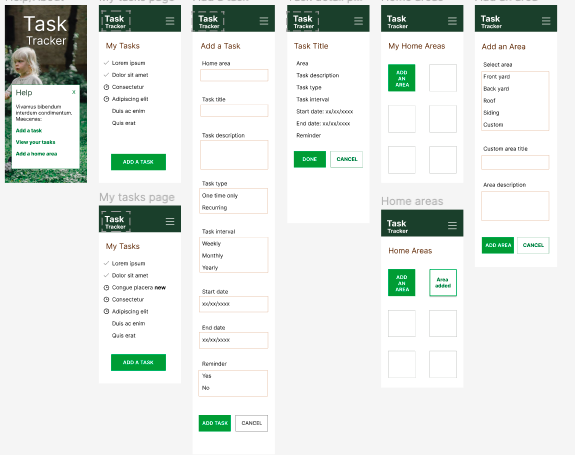 Task
Tracker
Help
x
Vivamus bibendum
interdum condimentum.
Maecenas:
Add a task
View your tasks
Add a home area
My tasks page
Task
Tracker
My Tasks
Lorem ipsum
Dolor sit amet
Consectetur
Adipiscing elit
Duis ac enim
Quis erat
ADD A TASK
My tasks page
Task
Tracker
My Tasks
Lorem ipsum
Dolor sit amet
Congue placera new
Consectetur
Adipiscing elit
Duis ac enim
Quis erat
ADD A TASK
Task
Tracker
Add a Task
Home area
Task title
Task description
Task type
One time only
Recurring
Task interval
Weekly
Monthly
Yearly
Start date
xx/xx/xxxx
End date
xx/xx/xxxx
Reminder
Yes
No
ADD TASK
CANCEL
Task
Tracker
Task Title
Area
Task description
Task type
Task interval
Start date: xx/xx/xxxx
End date: xx/xx/xxxx
Reminder
DONE
CANCEL
Home areas
Task
Tracker
My Home Areas
ADD
AN
AREA
Home areas
Task
Tracker
Home Areas
ADD
AN
AREA
Area
added
Add an area
Task
Tracker
Add an Area
Select area
Front yard
Back yard
Roof
Siding
Custom
Custom area title
Area description
ADD AREA
CANCEL